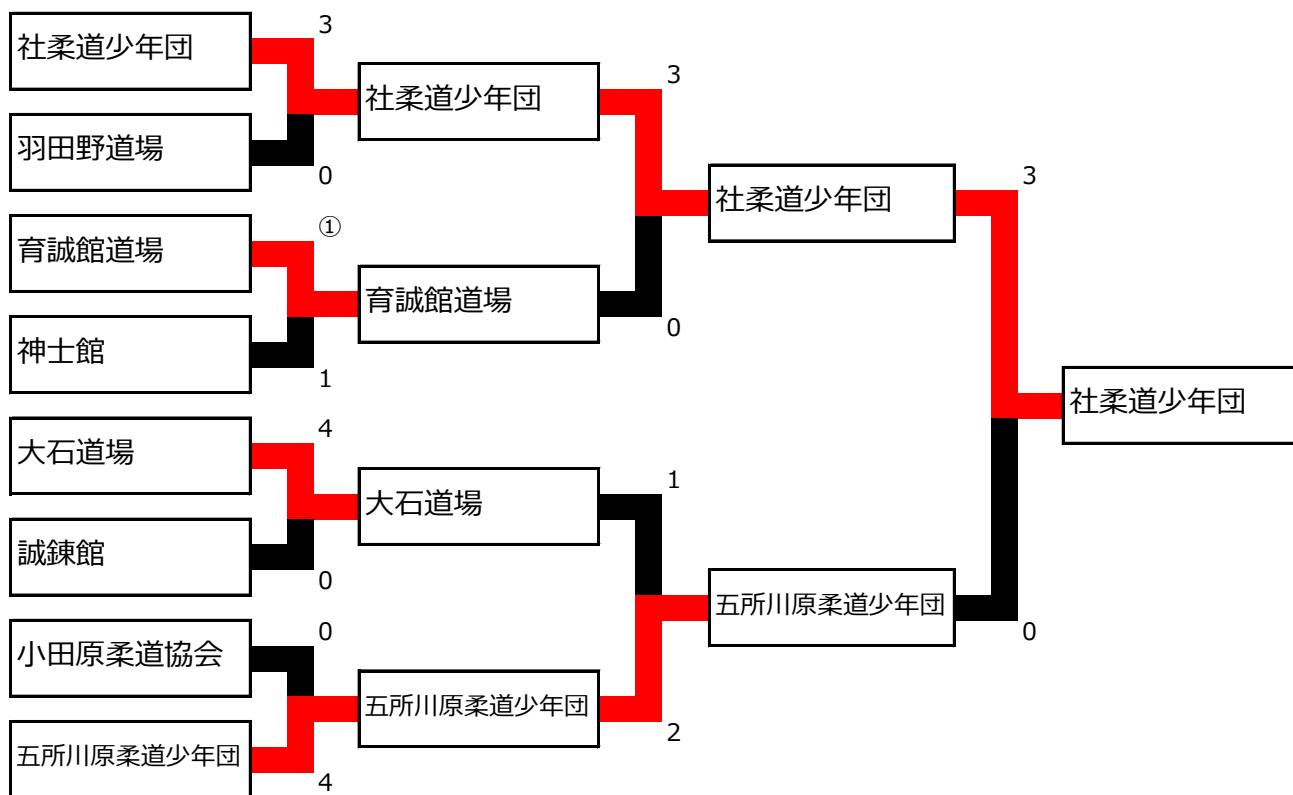 社柔道少年団
3
羽田野道場
0
育誠館道場
①
神士館
1
大石道場
4
誠錬館
0
小田原柔道協会
0
五所川原柔道少年団
4
社柔道少年団
3
育誠館道場
0
大石道場
1
五所川原柔道少年団
2
社柔道少年団
3
五所川原柔道少年団
0
社柔道少年団